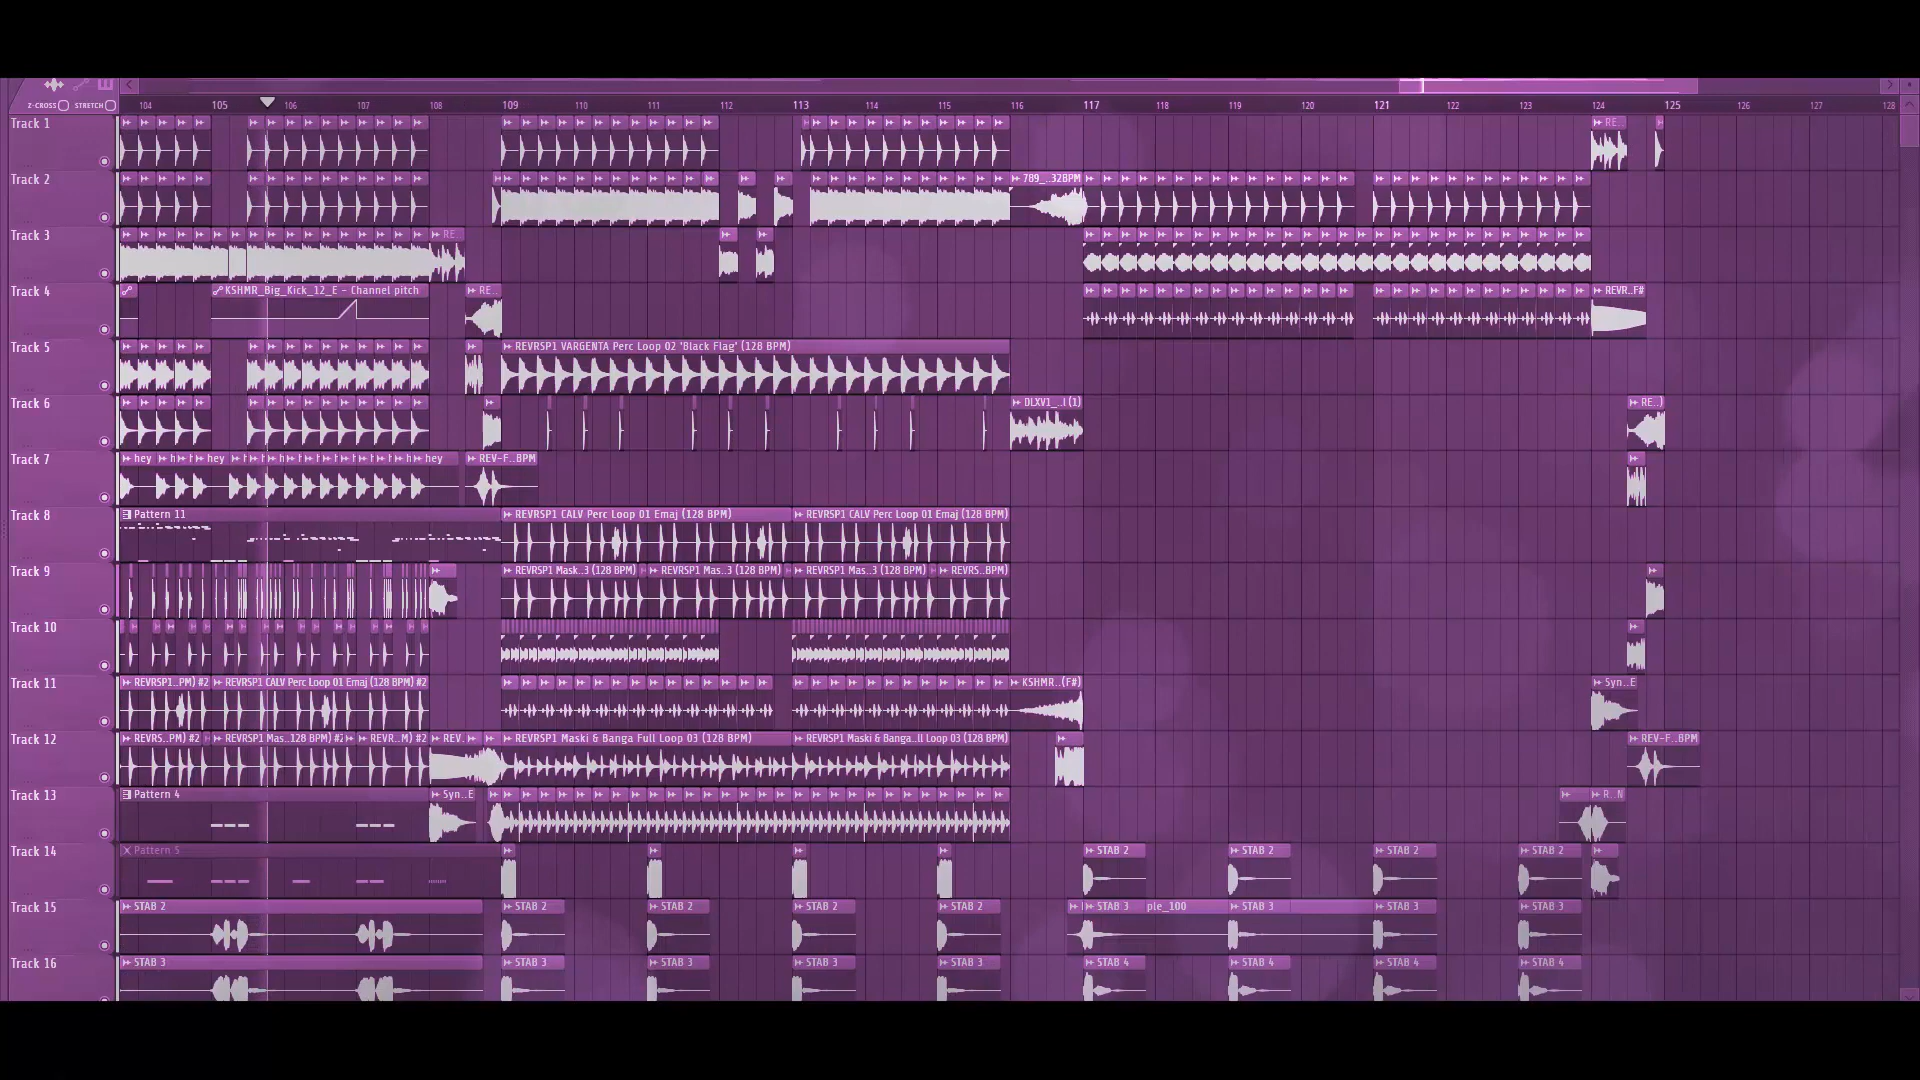 Z-CROSS STRETCH 104 105 106 107 108 109 110 111 112 113 114 115 116 117 118 119 120 121 122 123 124 125 126 127 128
Track 1 RE..
Track 2 7B9_..32BPM
Track 3 RE..
Track 4 KSHMR_Big_Kick_12_E - Channel pitch RE.. REVR..F#
Track 5 REVRSP1 VARGENTA Perc Loop 02 'Black Flag' (128 BPM)
Track 6 DLXV1_..l (1) RE..)
Track 7 hey hey hey REV-F..BPM
Track 8 Pattern 11 REVRSP1 CALV Perc Loop 01 Emaj (128 BPM) REVRSP1 CALV Perc Loop 01 Emaj (128 BPM)
Track 9 REVRSP1 Mask..3 (128 BPM) REVRSP1 Mas..3 (128 BPM) REVRSP1 Mas..3 (128 BPM) REVRS..BPM)
Track 10
Track 11 REVRSP1..PM) #2 REVRSP1 CALV Perc Loop 01 Emaj (128 BPM) #2 KSHMR..(F#) Syn..E
Track 12 REVRS..PM) #2 REVRSP1 Mas..128 BPM) #2 REVR..M) #2 REV.. REVRSP1 Maski & Banga Full Loop 03 (128 BPM) REVRSP1 Maski & Banga..ll Loop 03 (128 BPM) REV-F..BPM
Track 13 Pattern 4 Syn..E R..N
Track 14 Pattern 5 STAB 2 STAB 2 STAB 2 STAB 2
Track 15 STAB 2 STAB 2 STAB 2 STAB 2 STAB 2 STAB 3 ple_100 STAB 3 STAB 3 STAB 3
Track 16 STAB 3 STAB 3 STAB 3 STAB 3 STAB 3 STAB 4 STAB 4 STAB 4 STAB 4